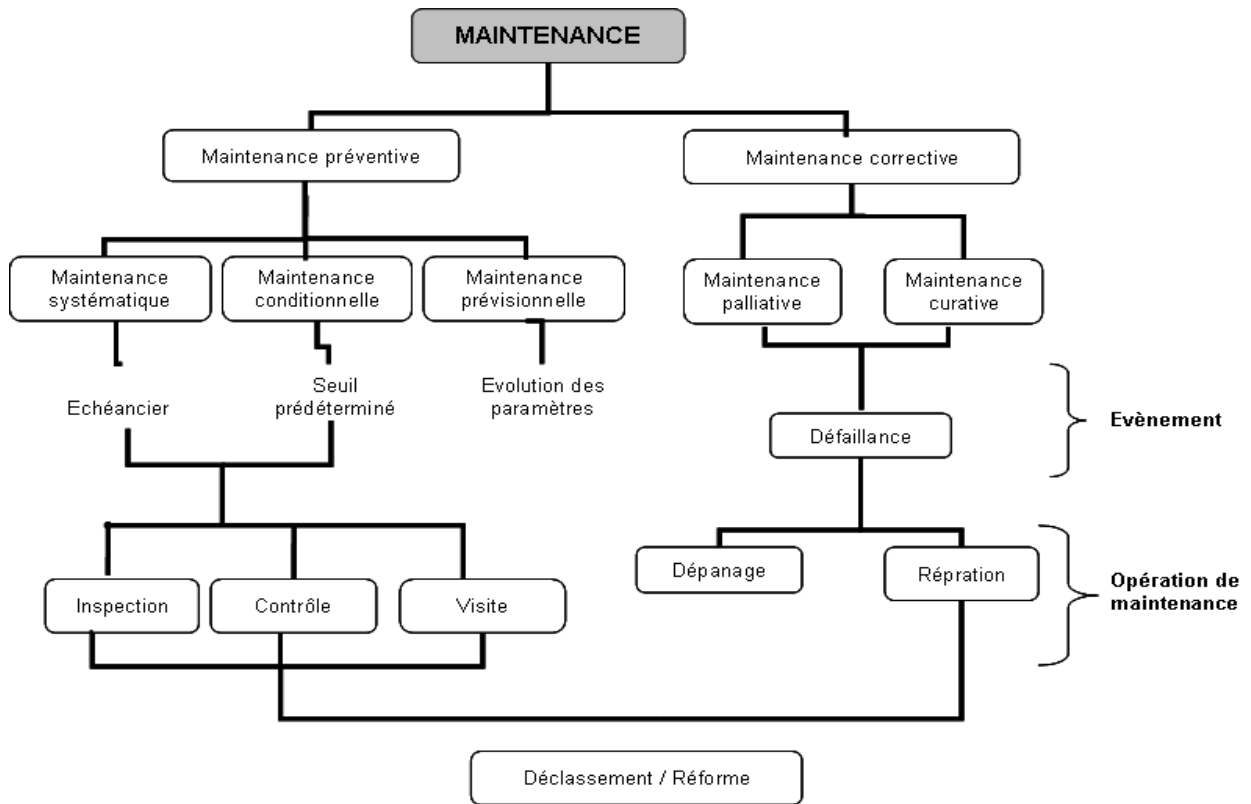 MAINTENANCE
Maintenance préventive
Maintenance corrective
Maintenance
systématique
Maintenance
conditionnelle
Maintenance
prévisionnelle
Maintenance
palliative
Maintenance
curative
Echéancier
Seuil
prédéterminé
Evolution des
paramètres
Défaillance
Evènement
Inspection
Contrôle
Visite
Dépanage
Répration
Opération de
maintenance
Déclassement / Réforme